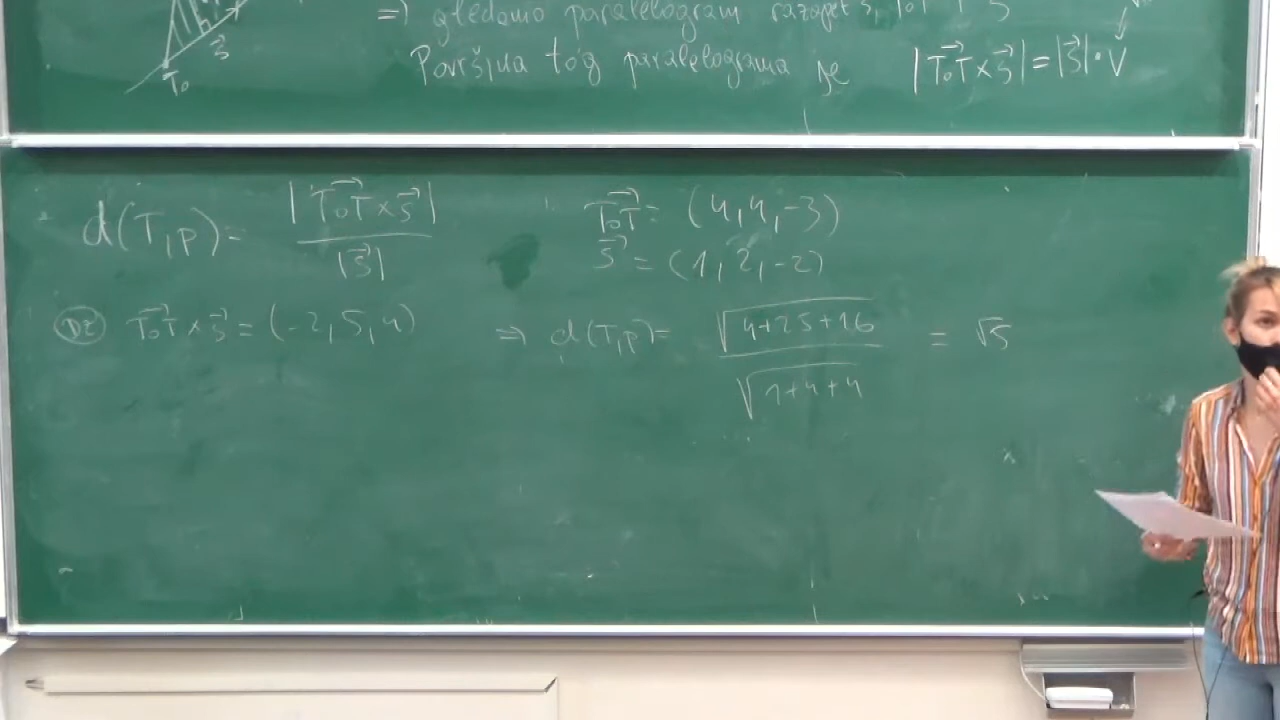 =) gledamo paralelogram razapet s, T₀T
T₀ s⃗
Površina tog paralelograma je |T₀T⃗ × s⃗| = |s⃗| · V
d(T,p) = |T₀T⃗ × s⃗| / |s⃗|
T₀T⃗ = (4,4,-3)
s⃗ = (1,2,-2)
DZ T₀T⃗ × s⃗ = (-2,5,4) ⇒ d(T,p) = √4+25+16 / √1+4+4 = √5